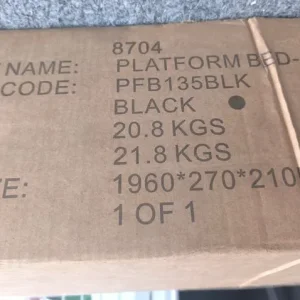 8704
NAME: PLATFORM BED-
CODE: PFB135BLK
BLACK
20.8 KGS
21.8 KGS
E: 1960*270*210
1 OF 1